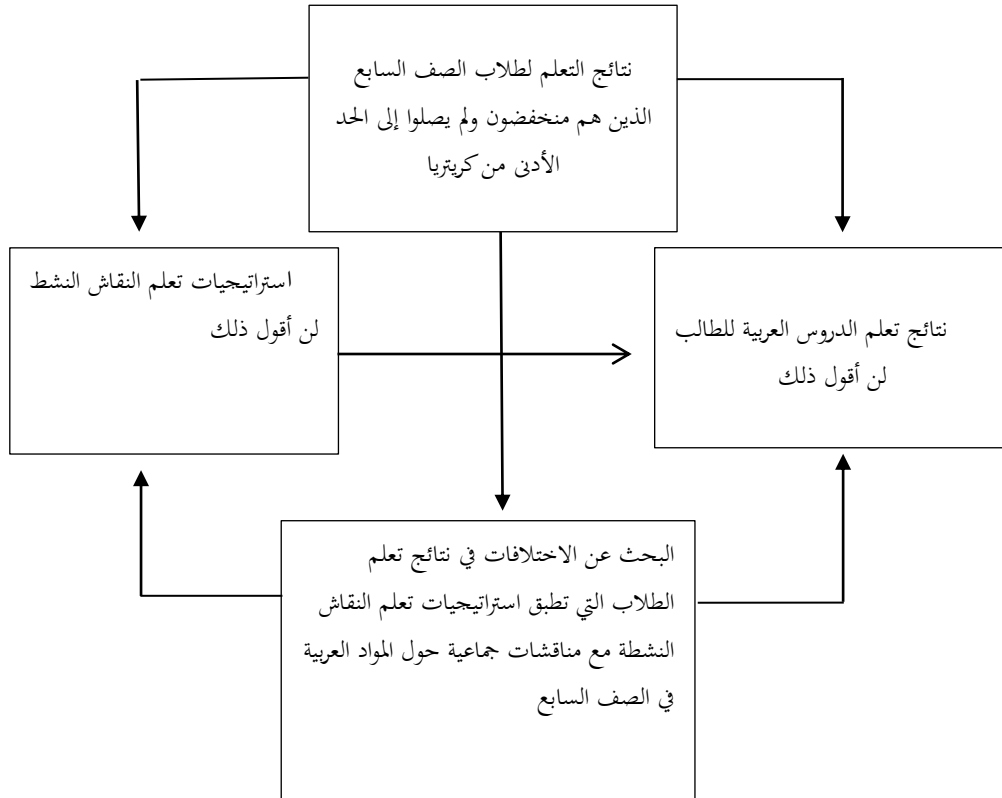 نتائج التعلم لطلاب الصف السابع
الذين هم منخفضون ولم يصلوا إلى الحد
الأدنى من كريتريا
استراتيجيات تعلم النقاش النشط
لن أقول ذلك
نتائج تعلم الدروس العربية للطالب
لن أقول ذلك
البحث عن الاختلافات في نتائج تعلم
الطلاب التي تطبق استراتيجيات تعلم النقاش
النشطة مع مناقشات جماعية حول المواد العربية
في الصف السابع